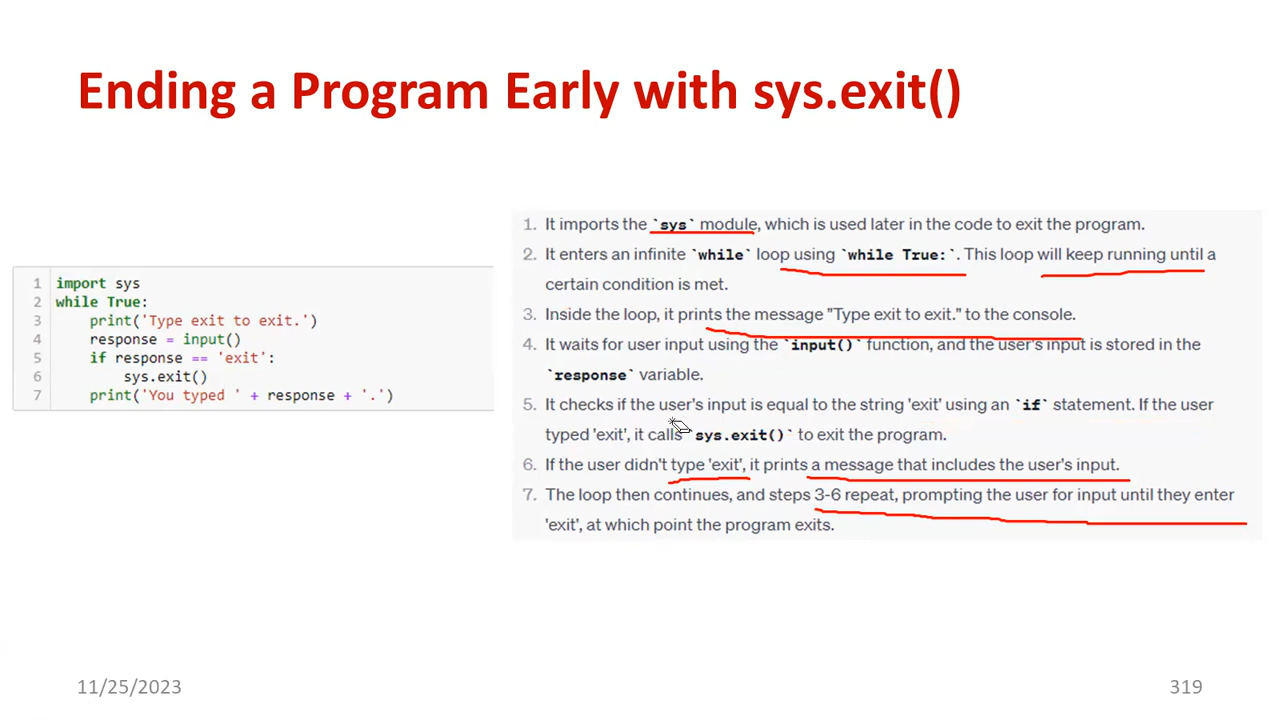 Ending a Program Early with sys.exit()
1 import sys
2 while True:
3 print('Type exit to exit.')
4 response = input()
5 if response == 'exit':
6 sys.exit()
7 print('You typed ' + response + '.')
1. It imports the `sys` module, which is used later in the code to exit the program.
2. It enters an infinite `while` loop using `while True:`. This loop will keep running until a
certain condition is met.
3. Inside the loop, it prints the message "Type exit to exit." to the console.
4. It waits for user input using the `input()` function, and the user's input is stored in the
`response` variable.
5. It checks if the user's input is equal to the string 'exit' using an `if` statement. If the user
typed 'exit', it calls `sys.exit()` to exit the program.
6. If the user didn't type 'exit', it prints a message that includes the user's input.
7. The loop then continues, and steps 3-6 repeat, prompting the user for input until they enter
'exit', at which point the program exits.
11/25/2023
319